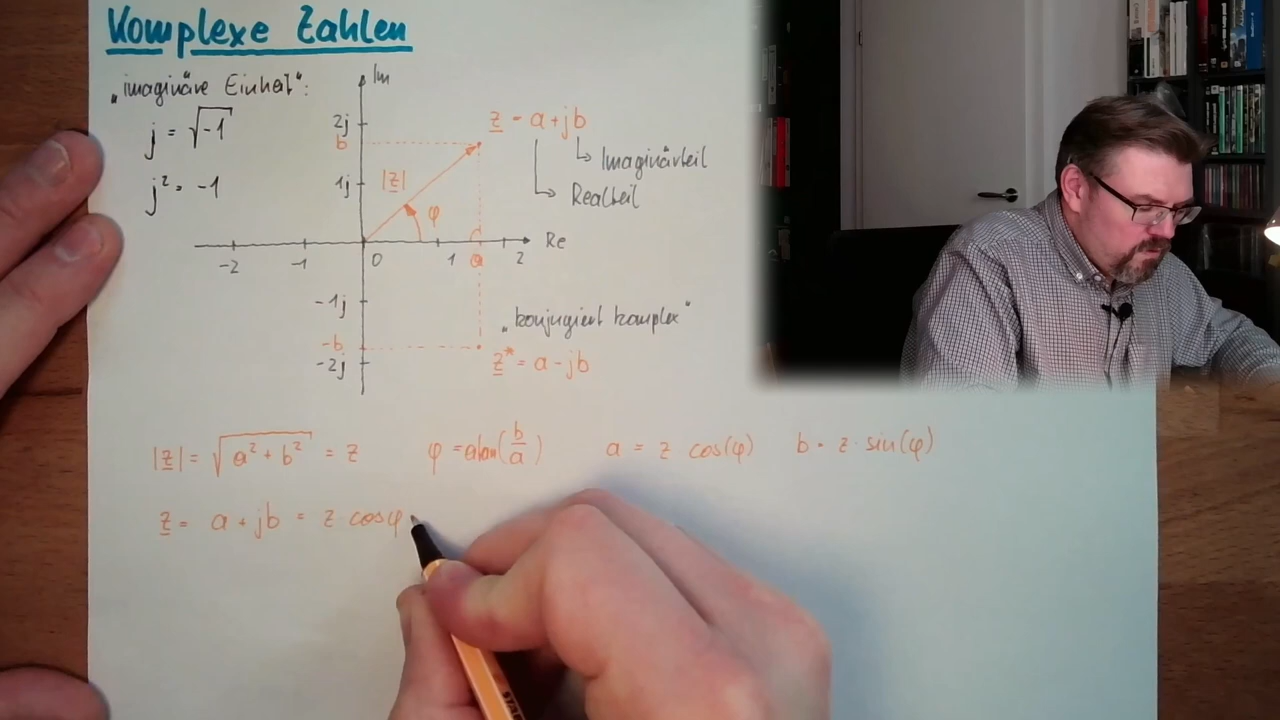 Komplexe Zahlen
„imaginäre Einheit“:
j = √-1
j² = -1
Im
2j
b
1j
|z|
φ
-2 -1 0 1 a 2 Re
-1j
-b
-2j
z = a+jb
Imaginärteil
Realteil
„konjugiert komplex“
z* = a-jb
|z| = √a² + b² = z φ = atan(b/a) a = z cos(φ) b = z · sin(φ)
z = a + jb = z cosφ